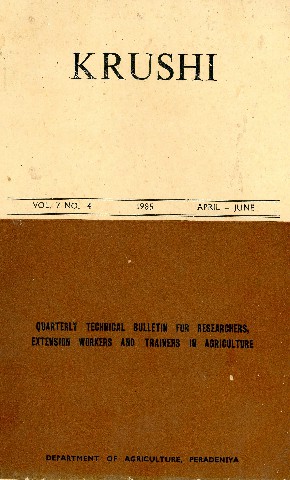 KRUSHI
VOL. 7 NO. 4 1985 APRIL – JUNE
QUARTERLY TECHNICAL BULLETIN FOR RESEARCHERS,
EXTENSION WORKERS AND TRAINERS IN AGRICULTURE
DEPARTMENT OF AGRICULTURE, PERADENIYA